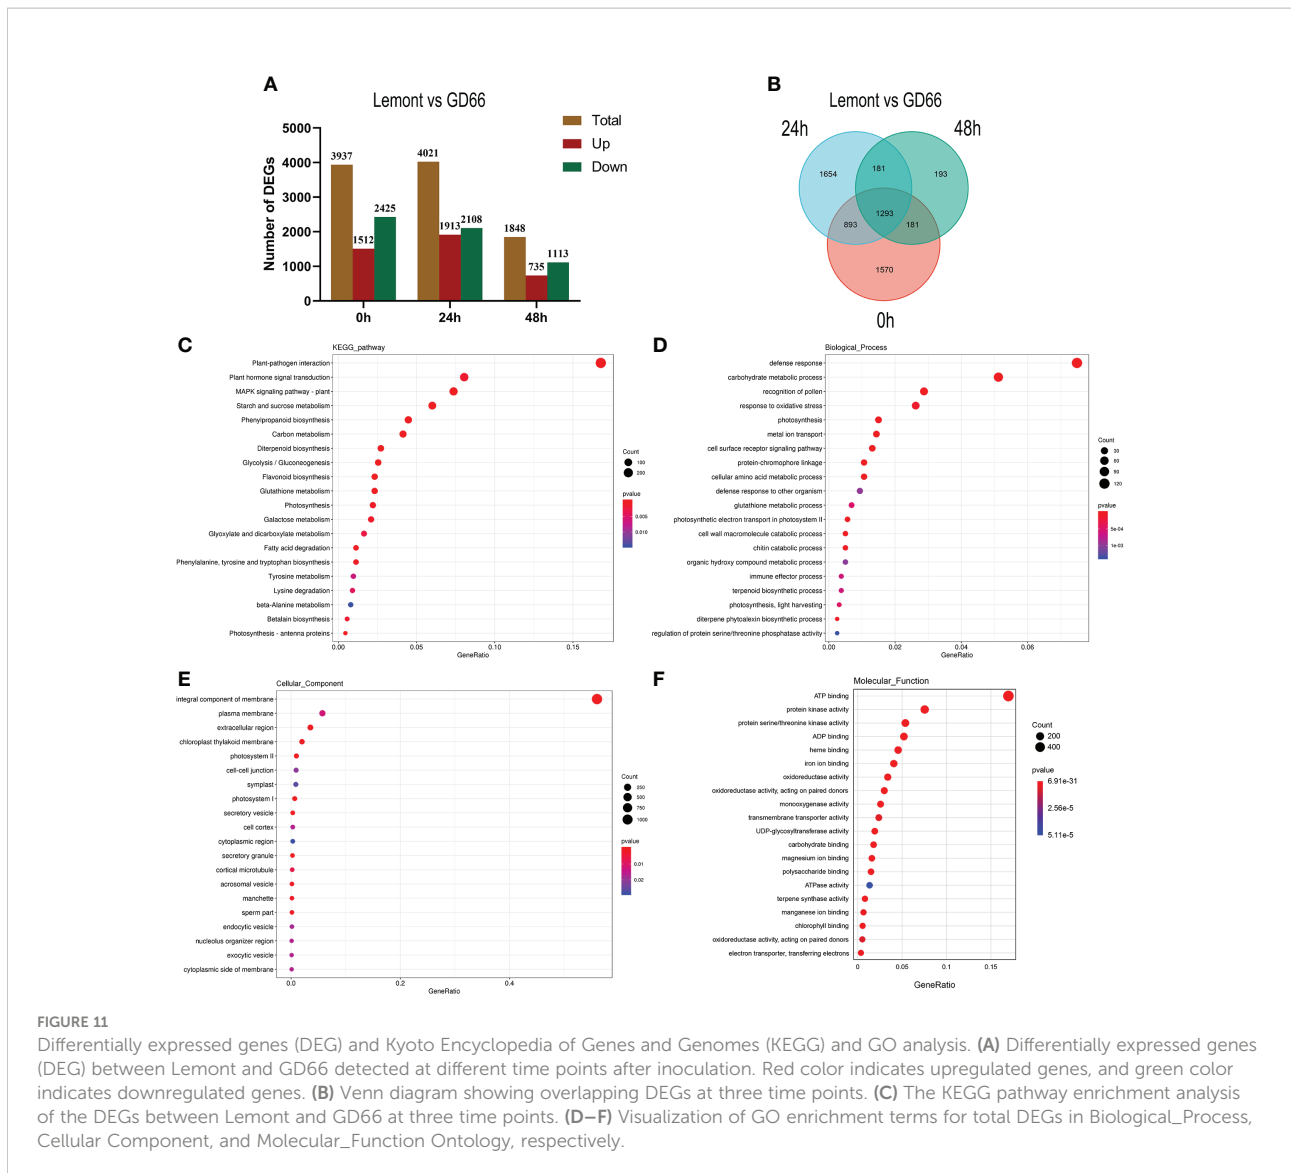 A
Lemont vs GD66
Total
Up
Down
Number of DEGs
5000
4000
3000
2000
1000
0
3937
1512
2425
4021
1913
2108
1848
735
1113
0h
24h
48h
B
Lemont vs GD66
24h
48h
1654
181
193
1293
893
181
1570
0h
C
KEGG_pathway
Plant-pathogen interaction
Plant hormone signal transduction
MAPK signaling pathway - plant
Starch and sucrose metabolism
Phenylpropanoid biosynthesis
Carbon metabolism
Diterpenoid biosynthesis
Glycolysis / Gluconeogenesis
Flavonoid biosynthesis
Glutathione metabolism
Photosynthesis
Galactose metabolism
Glyoxylate and dicarboxylate metabolism
Fatty acid degradation
Phenylalanine, tyrosine and tryptophan biosynthesis
Tyrosine metabolism
Lysine degradation
beta-Alanine metabolism
Betalain biosynthesis
Photosynthesis - antenna proteins
0.00 0.05 0.10 0.15
GeneRatio
Count
100
200
pvalue
0.005
0.010
D
Biological_Process
defense response
carbohydrate metabolic process
recognition of pollen
response to oxidative stress
photosynthesis
metal ion transport
cell surface receptor signaling pathway
protein-chromophore linkage
cellular amino acid metabolic process
defense response to other organism
glutathione metabolic process
photosynthetic electron transport in photosystem II
cell wall macromolecule catabolic process
chitin catabolic process
organic hydroxy compound metabolic process
immune effector process
terpenoid biosynthetic process
photosynthesis, light harvesting
diterpene phytoalexin biosynthetic process
regulation of protein serine/threonine phosphatase activity
0.00 0.02 0.04 0.06
GeneRatio
Count
30
60
90
120
pvalue
5e-04
1e-03
E
Cellular_Component
integral component of membrane
plasma membrane
extracellular region
chloroplast thylakoid membrane
photosystem II
cell-cell junction
symplast
photosystem I
secretory vesicle
cell cortex
cytoplasmic region
secretory granule
cortical microtubule
acrosomal vesicle
manchette
sperm part
endocytic vesicle
nucleolus organizer region
exocytic vesicle
cytoplasmic side of membrane
0.0 0.2 0.4
GeneRatio
Count
250
500
750
1000
pvalue
0.01
0.02
F
Molecular_Function
ATP binding
protein kinase activity
protein serine/threonine kinase activity
ADP binding
heme binding
iron ion binding
oxidoreductase activity
oxidoreductase activity, acting on paired donors
monooxygenase activity
transmembrane transporter activity
UDP-glycosyltransferase activity
carbohydrate binding
magnesium ion binding
polysaccharide binding
ATPase activity
terpene synthase activity
manganese ion binding
chlorophyll binding
oxidoreductase activity, acting on paired donors
electron transporter, transferring electrons
0 0.05 0.1 0.15
GeneRatio
Count
200
400
pvalue
6.91e-31
2.56e-5
5.11e-5
FIGURE 11
Differentially expressed genes (DEG) and Kyoto Encyclopedia of Genes and Genomes (KEGG) and GO analysis. (A) Differentially expressed genes
(DEG) between Lemont and GD66 detected at different time points after inoculation. Red color indicates upregulated genes, and green color
indicates downregulated genes. (B) Venn diagram showing overlapping DEGs at three time points. (C) The KEGG pathway enrichment analysis
of the DEGs between Lemont and GD66 at three time points. (D–F) Visualization of GO enrichment terms for total DEGs in Biological_Process,
Cellular Component, and Molecular_Function Ontology, respectively.